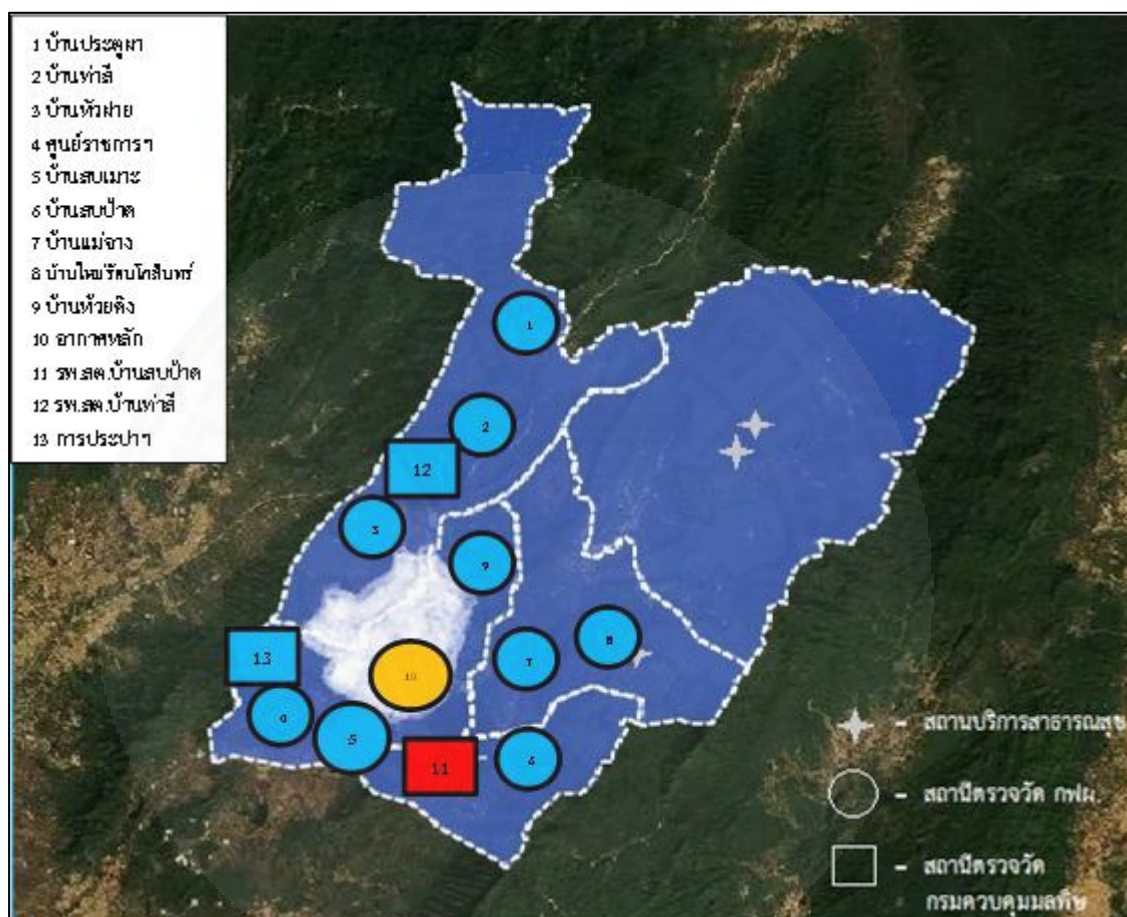 1 บ้านประตูผา
2 บ้านท่าสี
3 บ้านหัวฝาย
4 ศูนย์ราชการฯ
5 บ้านสบเมาะ
6 บ้านสบป้าด
7 บ้านแม่จาง
8 บ้านใหม่รัตนโกสินทร์
9 บ้านห้วยคิง
10 อากาศหลัก
11 รพ.สต.บ้านสบป้าด
12 รพ.สต.บ้านท่าสี
13 การประปาฯ
1
2
12
3
9
8
7
13
10
4
5
11
6
- สถานบริการสาธารณสุข
- สถานีตรวจวัด กฟผ.
- สถานีตรวจวัด
กรมควบคุมมลพิษ